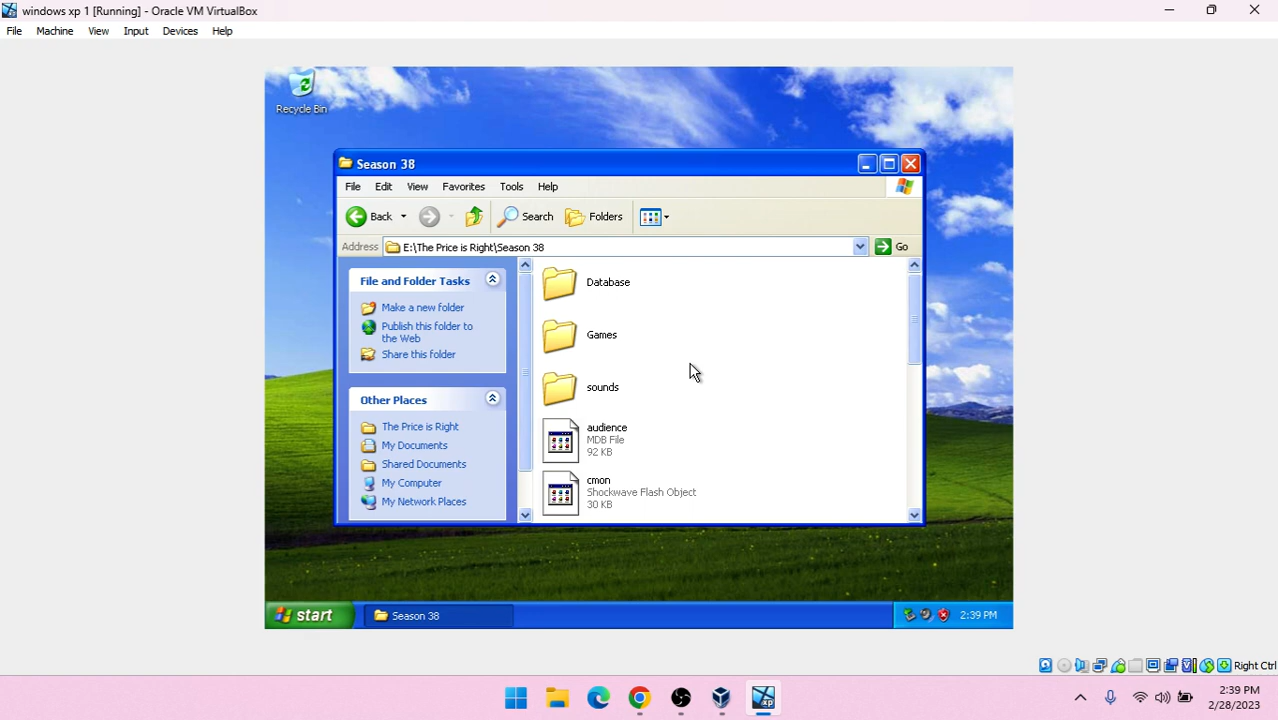 windows xp 1 [Running] - Oracle VM VirtualBox
File Machine View Input Devices Help
Recycle Bin
Season 38
File Edit View Favorites Tools Help
Back Search Folders
Address E:\The Price is Right\Season 38 Go
File and Folder Tasks
Make a new folder
Publish this folder to
the Web
Share this folder
Other Places
The Price is Right
My Documents
Shared Documents
My Computer
My Network Places
Database
Games
sounds
audience
MDB File
92 KB
cmon
Shockwave Flash Object
30 KB
start Season 38 2:39 PM
Right Ctrl
xp
2:39 PM
2/28/2023